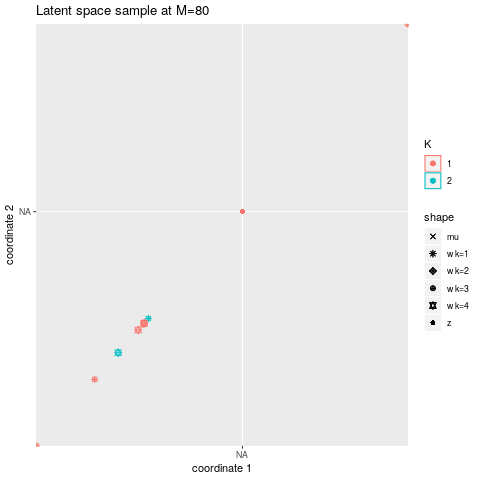 Latent space sample at M=80
coordinate 2
NA
NA
coordinate 1
K
1
2
shape
mu
w k=1
w k=2
w k=3
w k=4
z